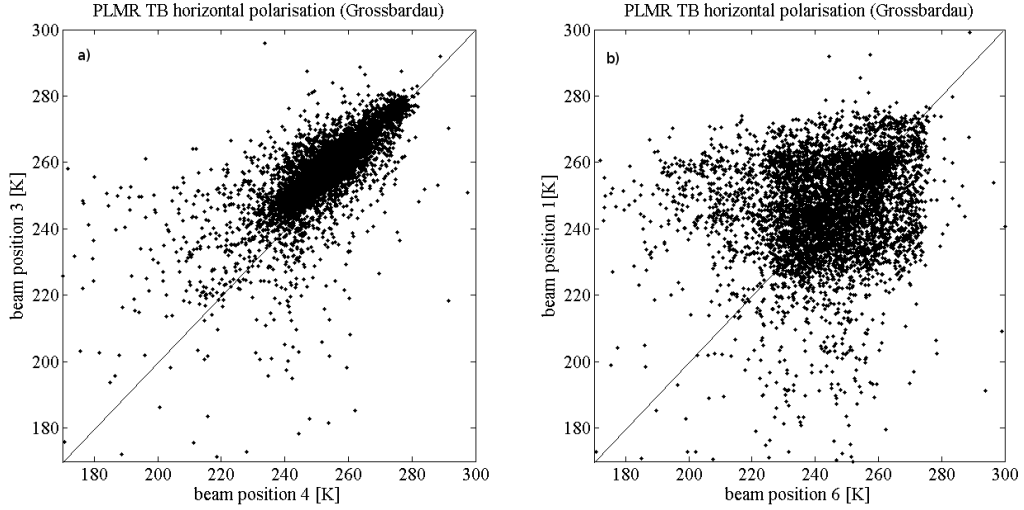 PLMR TB horizontal polarisation (Grossbardau)
a)
300
280
260
240
220
200
180
beam position 3 [K]
180 200 220 240 260 280 300
beam position 4 [K]
PLMR TB horizontal polarisation (Grossbardau)
b)
300
280
260
240
220
200
180
beam position 1[K]
180 200 220 240 260 280 300
beam position 6 [K]